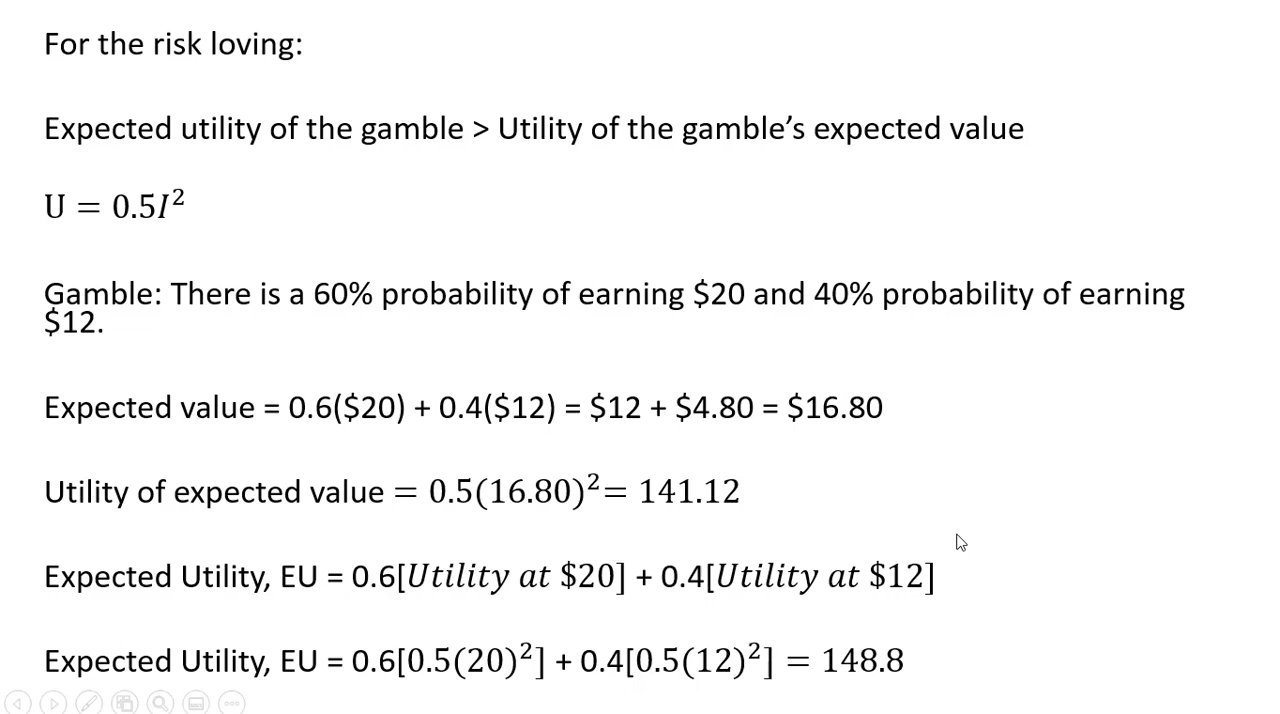 For the risk loving:
Expected utility of the gamble > Utility of the gamble’s expected value
U = 0.5I²
Gamble: There is a 60% probability of earning $20 and 40% probability of earning
$12.
Expected value = 0.6($20) + 0.4($12) = $12 + $4.80 = $16.80
Utility of expected value = 0.5(16.80)²= 141.12
Expected Utility, EU = 0.6[Utility at $20] + 0.4[Utility at $12]
Expected Utility, EU = 0.6[0.5(20)²] + 0.4[0.5(12)²] = 148.8